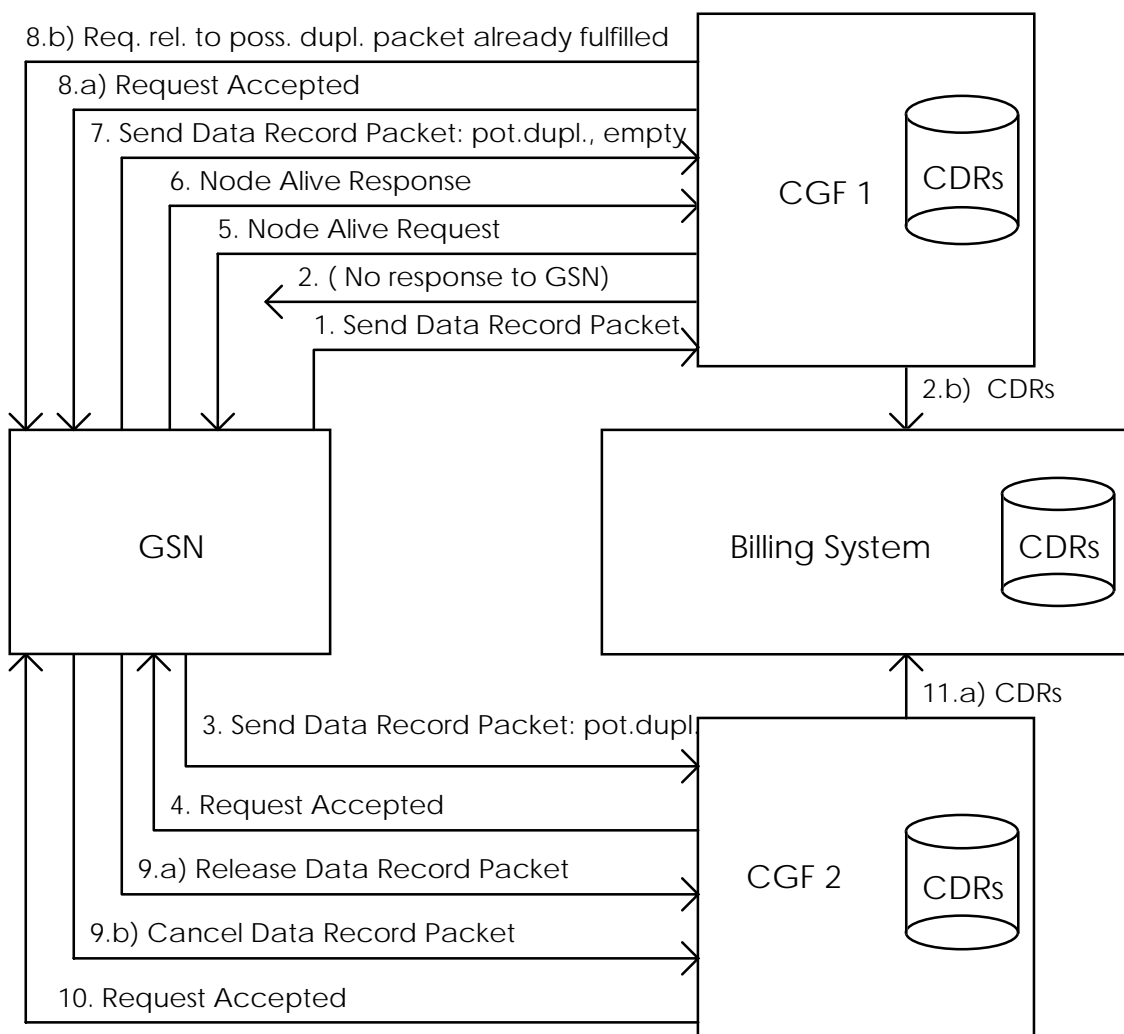 8.b) Req. rel. to poss. dupl. packet already fulfilled
8.a) Request Accepted
7. Send Data Record Packet: pot.dupl., empty
6. Node Alive Response
5. Node Alive Request
2. ( No response to GSN)
1. Send Data Record Packet
CGF 1
CDRs
2.b) CDRs
GSN
Billing System
CDRs
11.a) CDRs
3. Send Data Record Packet: pot.dupl.
4. Request Accepted
9.a) Release Data Record Packet
9.b) Cancel Data Record Packet
10. Request Accepted
CGF 2
CDRs